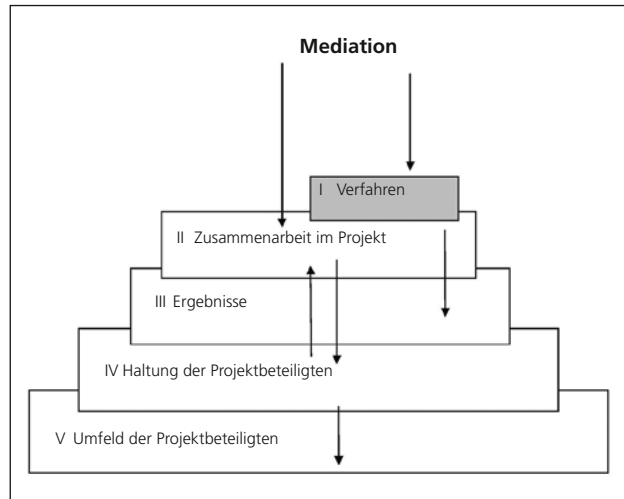 Mediation
I Verfahren
II Zusammenarbeit im Projekt
III Ergebnisse
IV Haltung der Projektbeteiligten
V Umfeld der Projektbeteiligten